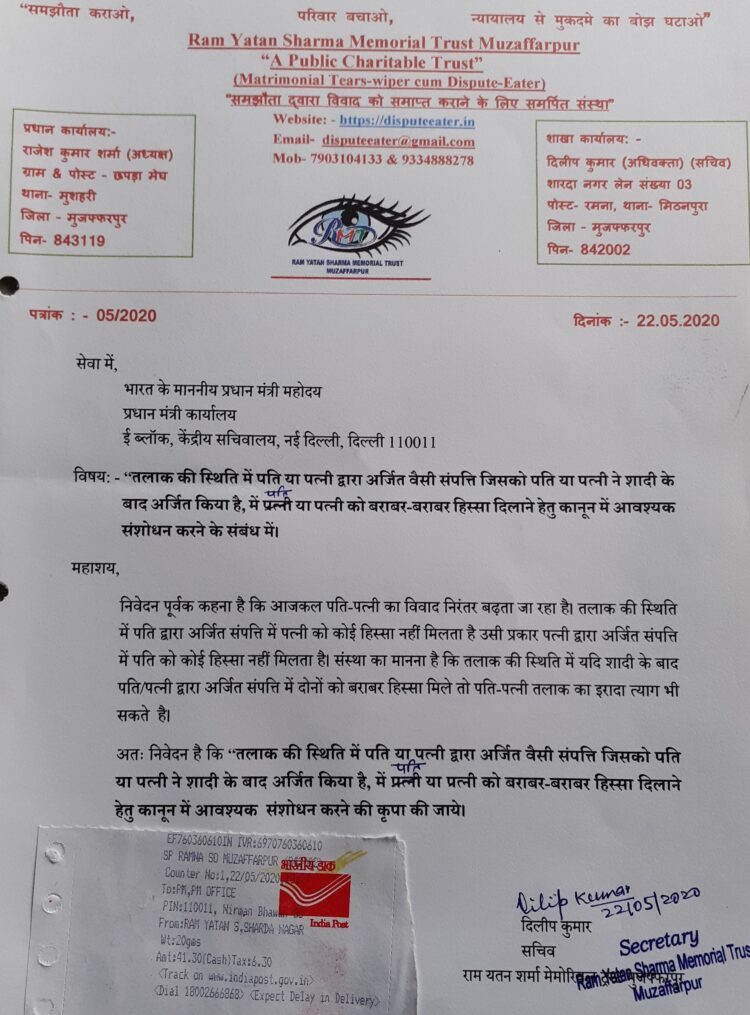 “समझौता कराओ, परिवार बचाओ, न्यायालय से मुकदमे का बोझ घटाओ”
Ram Yatan Sharma Memorial Trust Muzaffarpur
“A Public Charitable Trust”
(Matrimonial Tears-wiper cum Dispute-Eater)
“समझौता द्वारा विवाद को समाप्त कराने के लिए समर्पित संस्था”
Website: - https://disputeeater.in
Email- disputeeater@gmail.com
Mob- 7903104133 & 9334888278
प्रधान कार्यालय:-
राजेश कुमार शर्मा (अध्यक्ष)
ग्राम & पोस्ट - छपड़ा मेघ
थाना- मुशहरी
जिला - मुजफ्फरपुर
पिन- 843119
शाखा कार्यालय: -
दिलीप कुमार (अधिवक्ता) (सचिव)
शारदा नगर लेन संख्या 03
पोस्ट- रमना, थाना- मिठनपुरा
जिला - मुजफ्फरपुर
पिन- 842002
RMT
RAM YATAN SHARMA MEMORIAL TRUST
MUZAFFARPUR
पत्रांक : - 05/2020
दिनांक :- 22.05.2020
सेवा में,
भारत के माननीय प्रधान मंत्री महोदय
प्रधान मंत्री कार्यालय
ई ब्लॉक, केंद्रीय सचिवालय, नई दिल्ली, दिल्ली 110011
विषय: - “तलाक की स्थिति में पति या पत्नी द्वारा अर्जित वैसी संपत्ति जिसको पति या पत्नी ने शादी के
पति
बाद अर्जित किया है, में पत्नी या पत्नी को बराबर-बराबर हिस्सा दिलाने हेतु कानून में आवश्यक
संशोधन करने के संबंध में।
महाशय,
निवेदन पूर्वक कहना है कि आजकल पति-पत्नी का विवाद निरंतर बढ़ता जा रहा है। तलाक की स्थिति
में पति द्वारा अर्जित संपत्ति में पत्नी को कोई हिस्सा नहीं मिलता है उसी प्रकार पत्नी द्वारा अर्जित संपत्ति
में पति को कोई हिस्सा नहीं मिलता है। संस्था का मानना है कि तलाक की स्थिति में यदि शादी के बाद
पति/पत्नी द्वारा अर्जित संपत्ति में दोनों को बराबर हिस्सा मिले तो पति-पत्नी तलाक का इरादा त्याग भी
सकते है।
अतः निवेदन है कि “तलाक की स्थिति में पति या पत्नी द्वारा अर्जित वैसी संपत्ति जिसको पति
पति
या पत्नी ने शादी के बाद अर्जित किया है, में पत्नी या पत्नी को बराबर-बराबर हिस्सा दिलाने
हेतु कानून में आवश्यक संशोधन करने की कृपा की जाये।
EF760360610IN IVR:6970760360610
SP RAMNA SO MUZAFFARPUR
Counter No:1,22/05/2020
To:PM,PM OFFICE
PIN:110011, Nirman Bhawan
From:RAM YATAN S,SHARDA NAGAR
Wt:20gms
Amt:41.30(Cash)Tax:6.30
<Track on www.indiapost.gov.in>
<Dial 18002666868> <Expect Delay in Delivery>
भारतीय डाक
India Post
Dilip Kumar
22/05/2020
दिलीप कुमार
सचिव
राम यतन शर्मा मेमोरियल ट्रस्ट मुजफ्फरपुर
Secretary
Ram Yatan Sharma Memorial Trus
Muzaffarpur